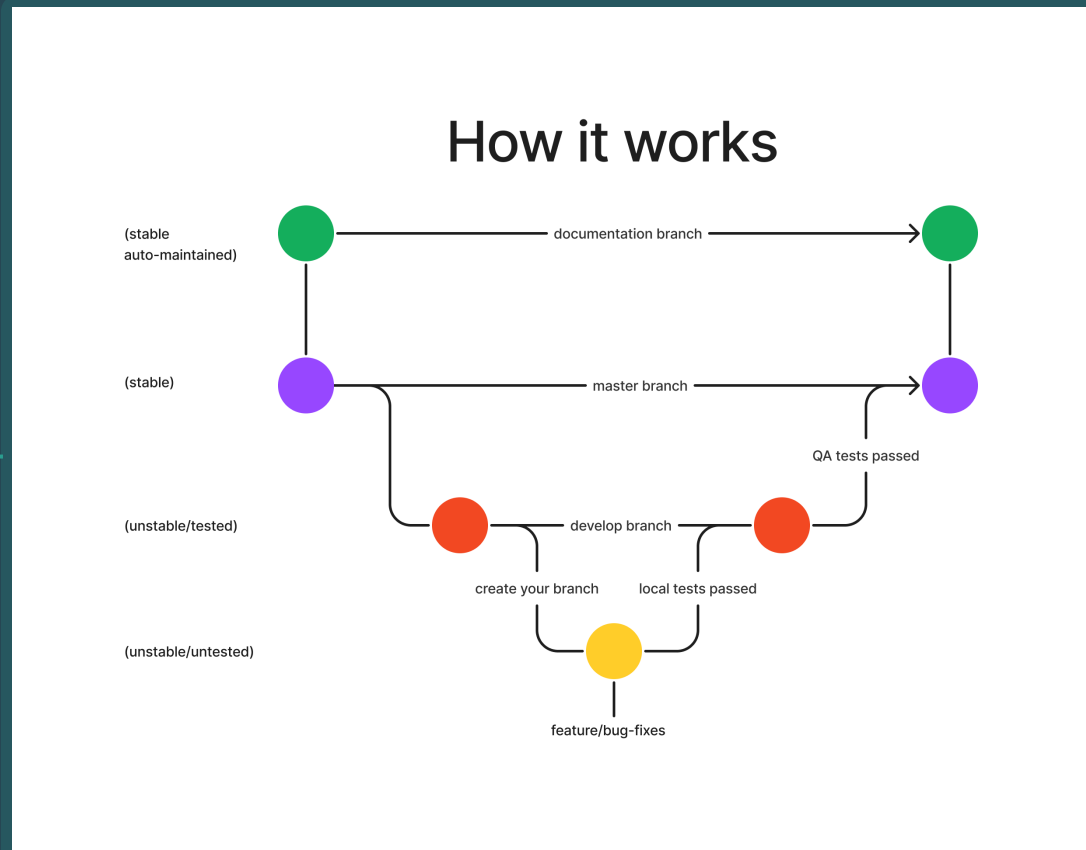 How it works
(stable
auto-maintained)
documentation branch
(stable)
master branch
QA tests passed
(unstable/tested)
develop branch
create your branch
local tests passed
(unstable/untested)
feature/bug-fixes